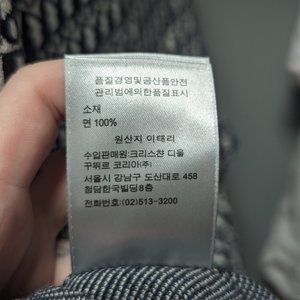 품질경영및공산품안전
관리법에의한품질표시
소재
면 100%
원산지 이태리
수입판매원:크리스챤 디올
꾸뛰르 코리아(주)
서울시 강남구 도산대로 458
청담한국빌딩8층
전화번호:(02)513-3200